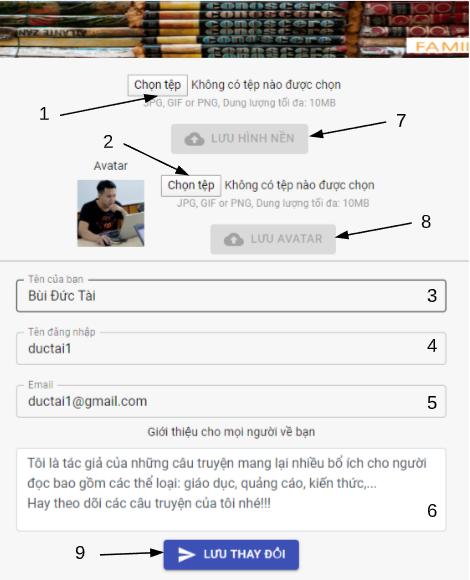 FAMI
Chọn tệp Không có tệp nào được chọn
1
JPG, GIF or PNG, Dung lượng tối đa: 10MB
7
LƯU HÌNH NỀN
2
Avatar
Chọn tệp Không có tệp nào được chọn
JPG, GIF or PNG, Dung lượng tối đa: 10MB
8
LƯU AVATAR
Tên của bạn
Bùi Đức Tài 3
Tên đăng nhập
ductai1 4
Email
ductai1@gmail.com 5
Giới thiệu cho mọi người về bạn
Tôi là tác giả của những câu truyện mang lại nhiều bổ ích cho người
đọc bao gồm các thể loại: giáo dục, quảng cáo, kiến thức,...
Hay theo dõi các câu truyện của tôi nhé!!!
6
9 LƯU THAY ĐỔI